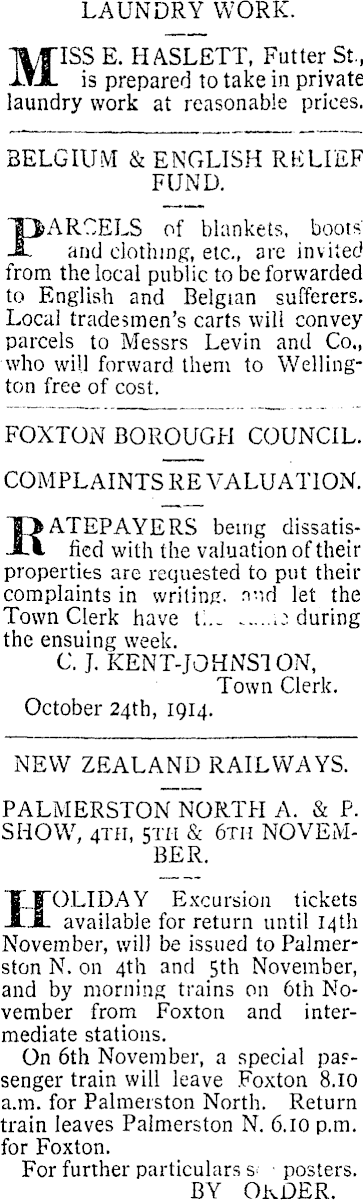 LAUNDRY WORK.
MISS E. HASLETT, Futter St.,
is prepared to take in private
laundry work at reasonable prices.
BELGIUM & ENGLISH RELIEF
FUND.
PARCELS of blankets, boots
and clothing, etc., are invited
from the local public to be forwarded
to English and Belgian sufferers.
Local tradesmen's carts will convey
parcels to Messrs Levin and Co.,
who will forward them to Welling-
ton free of cost.
FOXTON BOROUGH COUNCIL.
COMPLAINTS RE VALUATION.
RATEPAYERS being dissatis-
fied with the valuation of their
properties are requested to put their
complaints in writing, and let the
Town Clerk have during
the ensuing week.
C. J. KENT-JOHNSTON,
Town Clerk.
October 24th, 1914.
NEW ZEALAND RAILWAYS.
PALMERSTON NORTH A. & P.
SHOW, 4TH, 5TH & 6TH NOVEM-
BER.
HOLIDAY Excursion tickets
available for return until 14th
November, will be issued to Palmer-
ston N. on 4th and 5th November,
and by morning trains on 6th No-
vember from Foxton and inter-
mediate stations.
On 6th November, a special pas-
senger train will leave Foxton 8.10
a.m. for Palmerston North. Return
train leaves Palmerston N. 6.10 p.m.
for Foxton.
For further particulars posters.
BY ORDER.